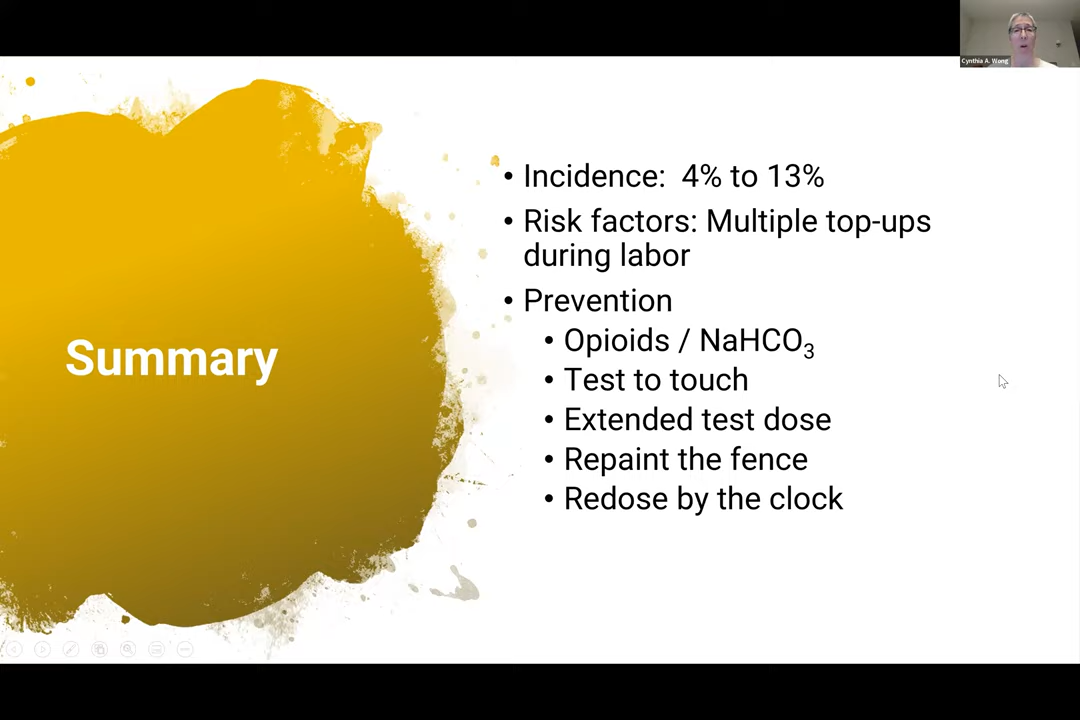 Cynthia A. Wong
Summary
• Incidence:  4% to 13%
• Risk factors: Multiple top-ups
during labor
• Prevention
• Opioids / NaHCO₃
• Test to touch
• Extended test dose
• Repaint the fence
• Redose by the clock